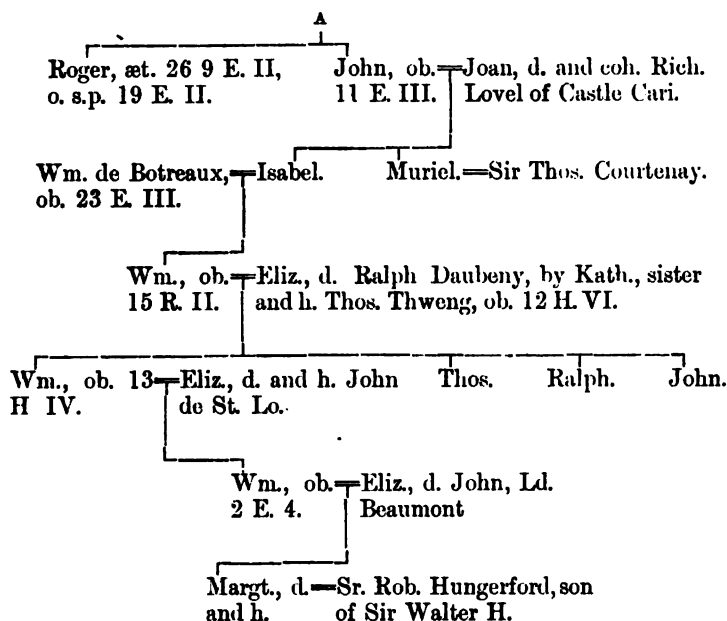 A
Roger, æt. 26 9 E. II,
o. s.p. 19 E. II.
John, ob.
11 E. III.
Joan, d. and coh. Rich.
Lovel of Castle Cari.
Wm. de Botreaux,
ob. 23 E. III.
Isabel.
Muriel.
Sir Thos. Courtenay.
Wm., ob.
15 R. II.
Eliz., d. Ralph Daubeny, by Kath., sister
and h. Thos. Thweng, ob. 12 H. VI.
Wm., ob. 13
H IV.
Eliz., d. and h. John
de St. Lo.
Thos.
Ralph.
John.
Wm., ob.
2 E. 4.
Eliz., d. John, Ld.
Beaumont
Margt., d.
and h.
Sr. Rob. Hungerford, son
of Sir Walter H.